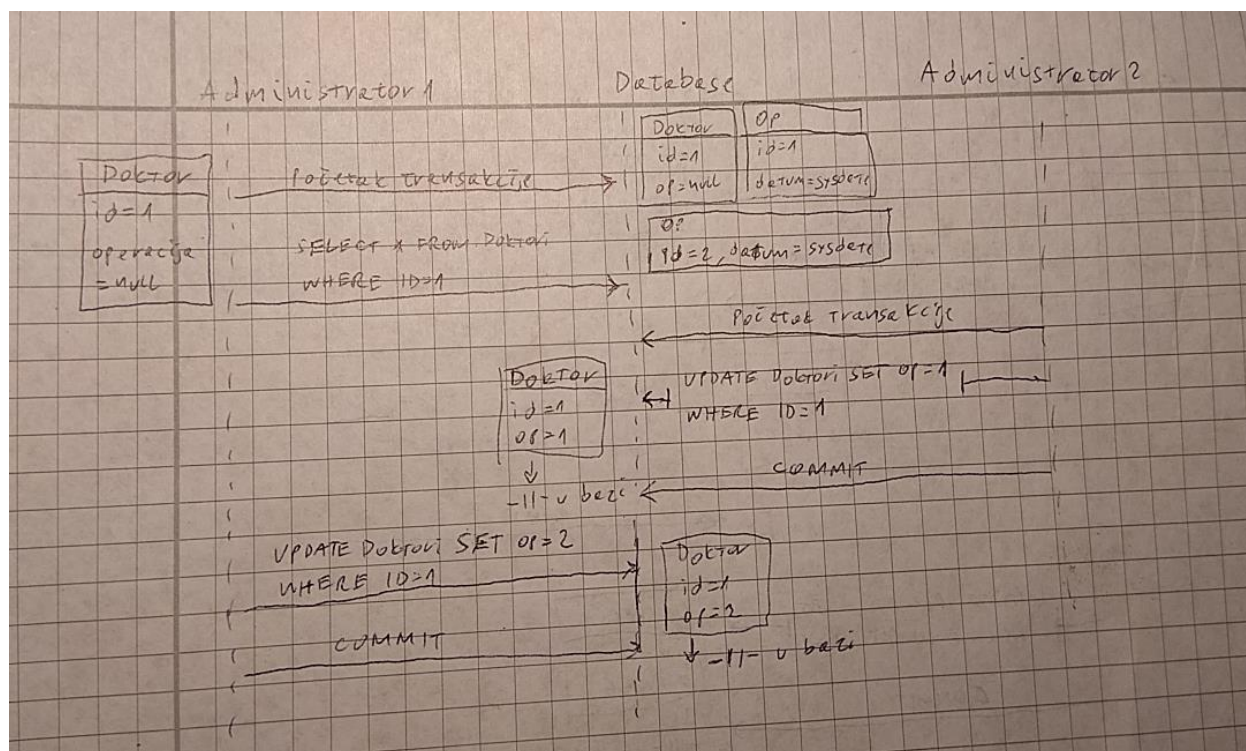 Administrator 1
Database
Administrator 2
Doktor
id=1
operacija
= null
Početak transakcije
SELECT * FROM Doktori
WHERE ID=1
Doktor
id=1
op=null
OP
id=1
datum=sysdate
OP
id=2, datum=sysdate
Početak transakcije
UPDATE Doktori SET op=1
WHERE ID=1
Doktor
id=1
op=1
COMMIT
-11- u bazi
UPDATE Doktori SET op=2
WHERE ID=1
Doktor
id=1
op=2
COMMIT
-11- u bazi